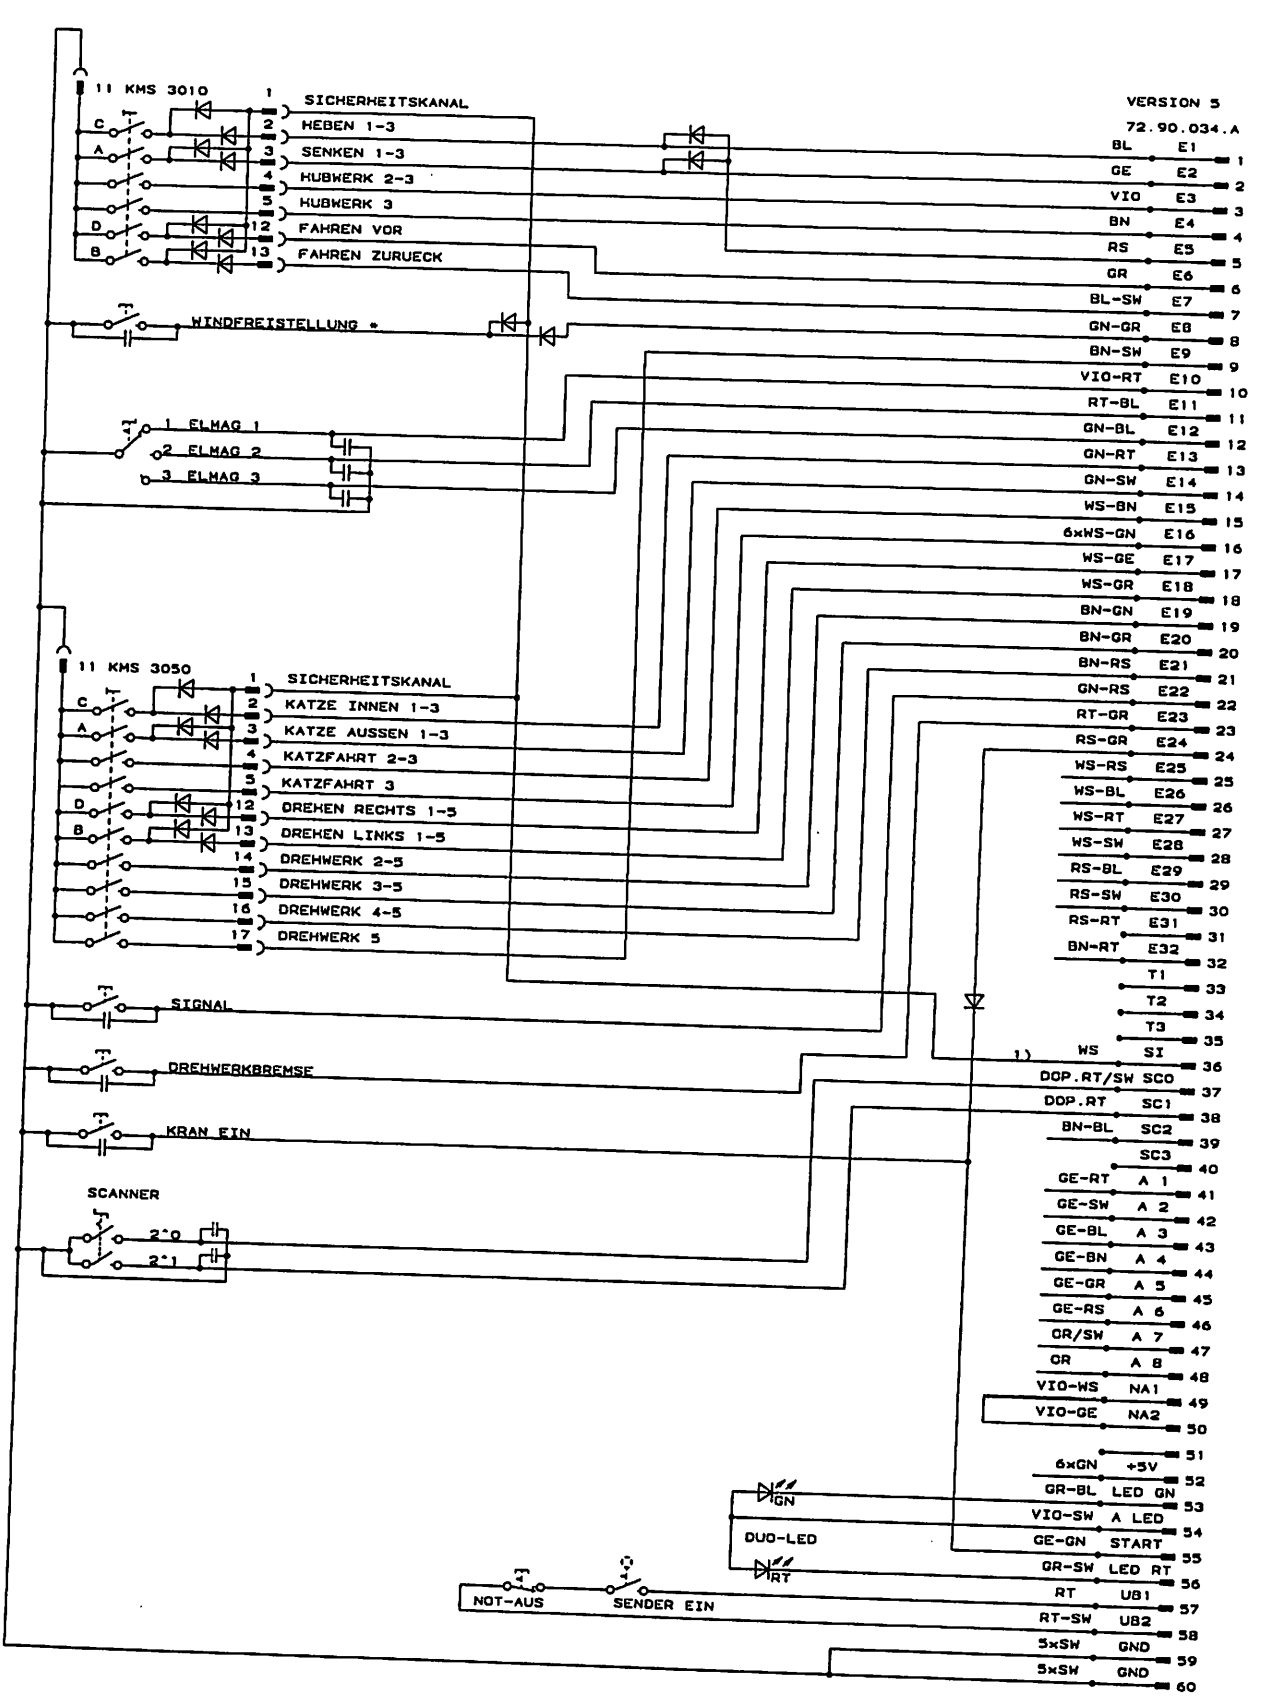 VERSION 5
72.90.034.A
11 KMS 3010
C
A
D
B
1 SICHERHEITSKANAL
2 HEBEN 1-3
3 SENKEN 1-3
4 HUBWERK 2-3
5 HUBWERK 3
12 FAHREN VOR
13 FAHREN ZURUECK
WINDFREISTELLUNG *
1 ELMAG 1
2 ELMAG 2
3 ELMAG 3
11 KMS 3050
C
A
D
B
1 SICHERHEITSKANAL
2 KATZE INNEN 1-3
3 KATZE AUSSEN 1-3
4 KATZFAHRT 2-3
5 KATZFAHRT 3
12 DREHEN RECHTS 1-5
13 DREHEN LINKS 1-5
14 DREHWERK 2-5
15 DREHWERK 3-5
16 DREHWERK 4-5
17 DREHWERK 5
SIGNAL
DREHWERKBREMSE
KRAN EIN
SCANNER
2^0
2^1
BL E1 1
GE E2 2
VIO E3 3
BN E4 4
RS E5 5
GR E6 6
BL-SW E7 7
GN-GR E8 8
BN-SW E9 9
VIO-RT E10 10
RT-BL E11 11
GN-BL E12 12
GN-RT E13 13
GN-SW E14 14
WS-BN E15 15
6xWS-GN E16 16
WS-GE E17 17
WS-GR E18 18
BN-GN E19 19
BN-GR E20 20
BN-RS E21 21
GN-RS E22 22
RT-GR E23 23
RS-GR E24 24
WS-RS E25 25
WS-BL E26 26
WS-RT E27 27
WS-SW E28 28
RS-BL E29 29
RS-SW E30 30
RS-RT E31 31
BN-RT E32 32
T1 33
T2 34
T3 35
1) WS SI 36
DOP.RT/SW SC0 37
DOP.RT SC1 38
BN-BL SC2 39
SC3 40
GE-RT A 1 41
GE-SW A 2 42
GE-BL A 3 43
GE-BN A 4 44
GE-GR A 5 45
GE-RS A 6 46
OR/SW A 7 47
OR A 8 48
VIO-WS NA1 49
VIO-GE NA2 50
51
6xGN +5V 52
GN GR-BL LED GN 53
VIO-SW A LED 54
DUO-LED
GE-GN START 55
RT GR-SW LED RT 56
NOT-AUS SENDER EIN
RT UB1 57
RT-SW UB2 58
5xSW GND 59
5xSW GND 60